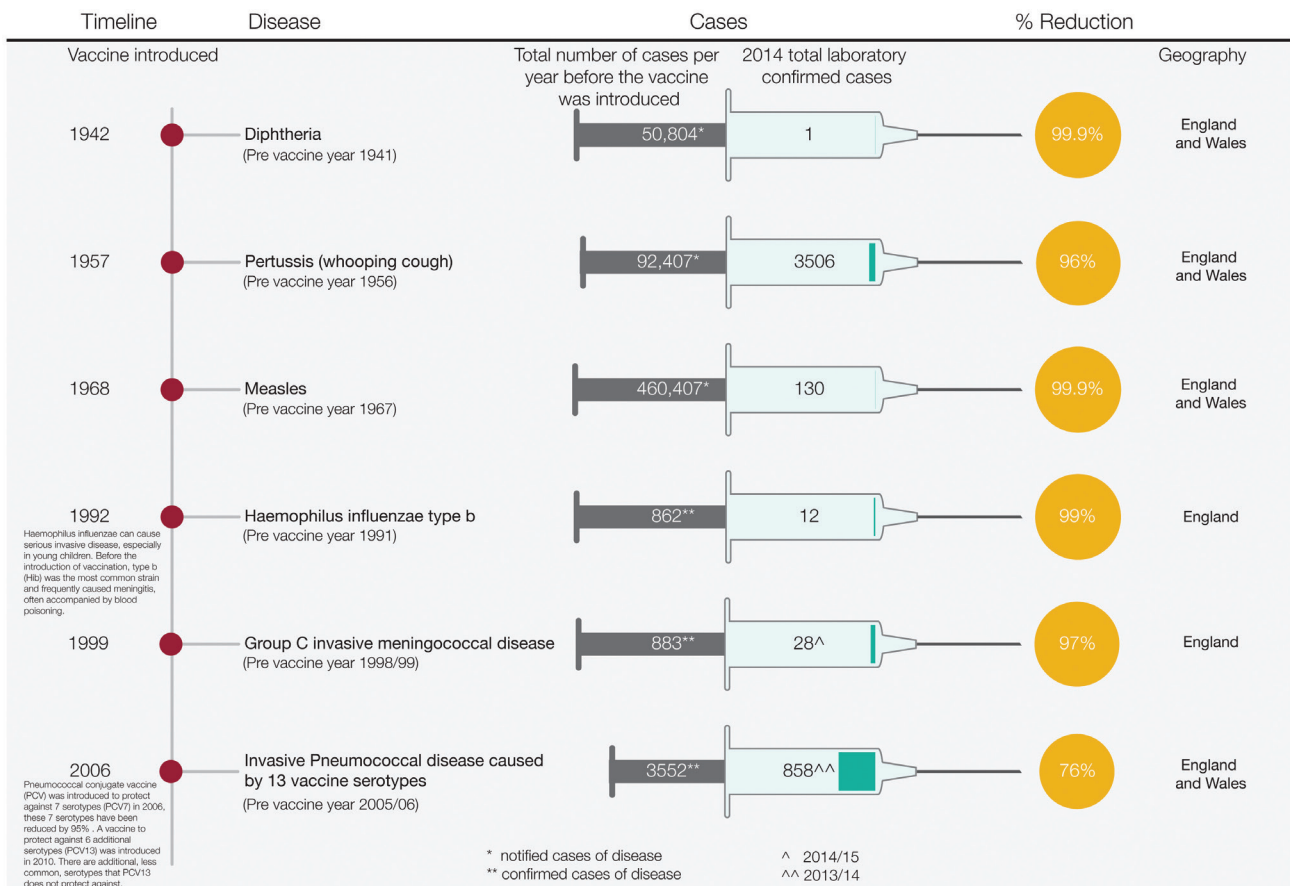 Timeline
Disease
Cases
% Reduction
Vaccine introduced
Total number of cases per
year before the vaccine
was introduced
2014 total laboratory
confirmed cases
Geography
1942
Diphtheria
(Pre vaccine year 1941)
50,804*
1
99.9%
England
and Wales
1957
Pertussis (whooping cough)
(Pre vaccine year 1956)
92,407*
3506
96%
England
and Wales
1968
Measles
(Pre vaccine year 1967)
460,407*
130
99.9%
England
and Wales
1992
Haemophilus influenzae can cause
serious invasive disease, especially
in young children. Before the
introduction of vaccination, type b
(Hib) was the most common strain
and frequently caused meningitis,
often accompanied by blood
poisoning.
Haemophilus influenzae type b
(Pre vaccine year 1991)
862**
12
99%
England
1999
Group C invasive meningococcal disease
(Pre vaccine year 1998/99)
883**
28^
97%
England
2006
Pneumococcal conjugate vaccine
(PCV) was introduced to protect
against 7 serotypes (PCV7) in 2006,
these 7 serotypes have been
reduced by 95% . A vaccine to
protect against 6 additional
serotypes (PCV13) was introduced
in 2010. There are additional, less
common, serotypes that PCV13
does not protect against.
Invasive Pneumococcal disease caused
by 13 vaccine serotypes
(Pre vaccine year 2005/06)
3552**
858^^
76%
England
and Wales
* notified cases of disease
** confirmed cases of disease
^ 2014/15
^^ 2013/14